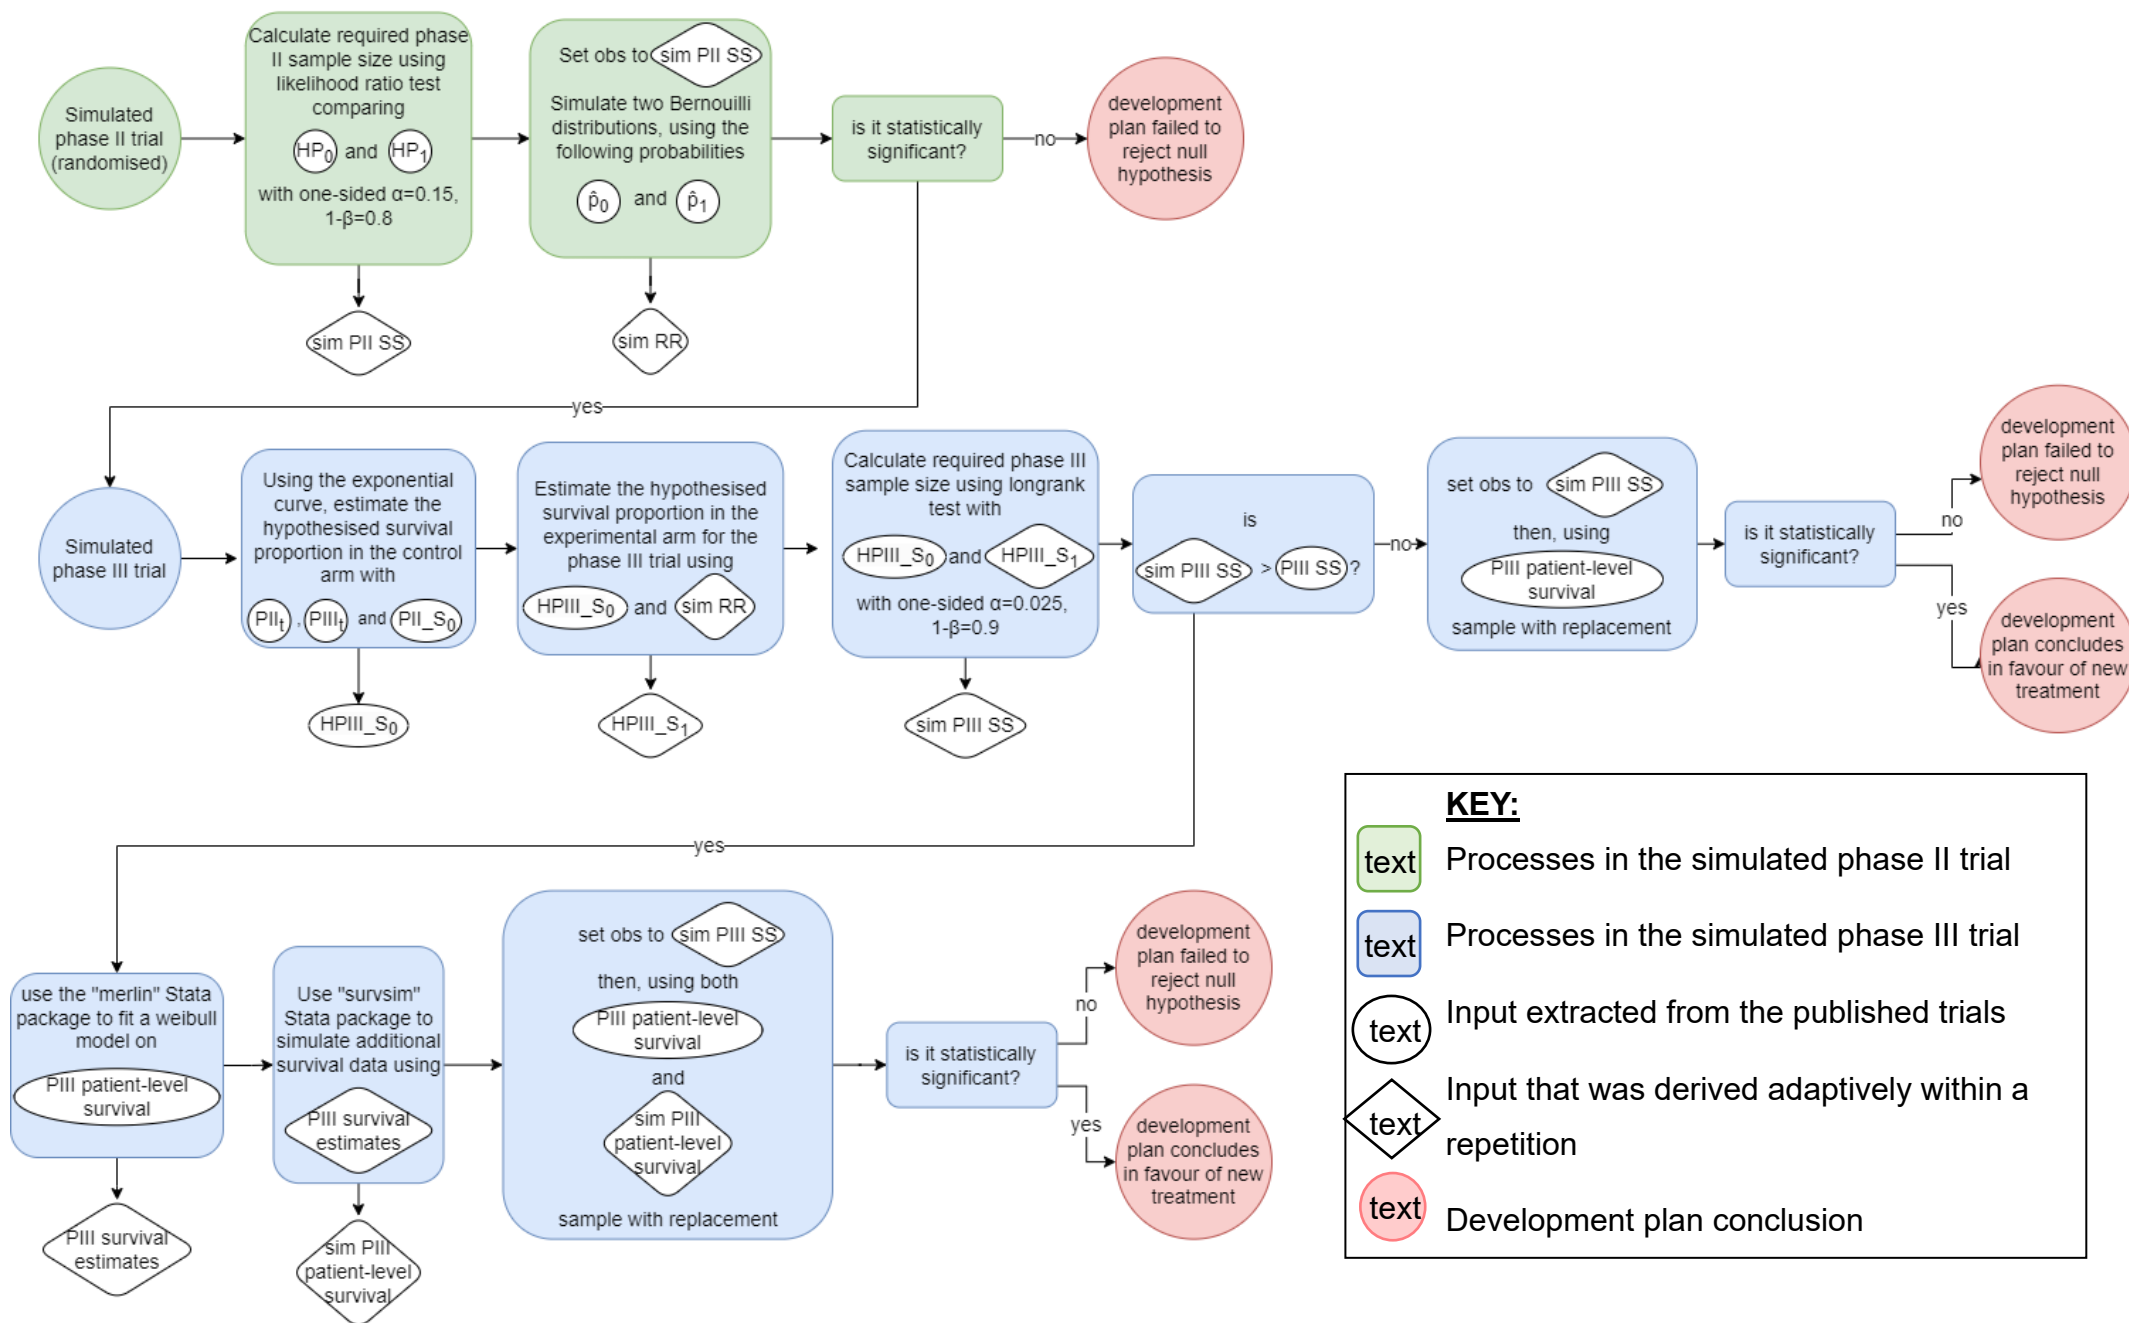 Simulated
phase II trial
(randomised)
Calculate required phase
II sample size using
likelihood ratio test
comparing
HP0 and HP1
with one-sided α=0.15,
1-β=0.8
sim PII SS
Set obs to sim PII SS
Simulate two Bernouilli
distributions, using the
following probabilities
p̂0 and p̂1
sim RR
is it statistically
significant?
no
development
plan failed to
reject null
hypothesis
yes
Simulated
phase III trial
Using the exponential
curve, estimate the
hypothesised survival
proportion in the control
arm with
PIIt , PIIIt and PII_S0
HPIII_S0
Estimate the hypothesised
survival proportion in the
experimental arm for the
phase III trial using
HPIII_S0 and sim RR
HPIII_S1
Calculate required phase III
sample size using longrank
test with
HPIII_S0 and HPIII_S1
with one-sided α=0.025,
1-β=0.9
sim PIII SS
is
sim PIII SS > PIII SS ?
no
set obs to sim PIII SS
then, using
PIII patient-level
survival
sample with replacement
is it statistically
significant?
no
development
plan failed to
reject null
hypothesis
yes
development
plan concludes
in favour of new
treatment
yes
use the "merlin" Stata
package to fit a weibull
model on
PIII patient-level
survival
PIII survival
estimates
Use "survsim"
Stata package to
simulate additional
survival data using
PIII survival
estimates
sim PIII
patient-level
survival
set obs to sim PIII SS
then, using both
PIII patient-level
survival
and
sim PIII
patient-level
survival
sample with replacement
is it statistically
significant?
no
development
plan failed to
reject null
hypothesis
yes
development
plan concludes
in favour of new
treatment
KEY:
text Processes in the simulated phase II trial
text Processes in the simulated phase III trial
text Input extracted from the published trials
text Input that was derived adaptively within a
repetition
text Development plan conclusion